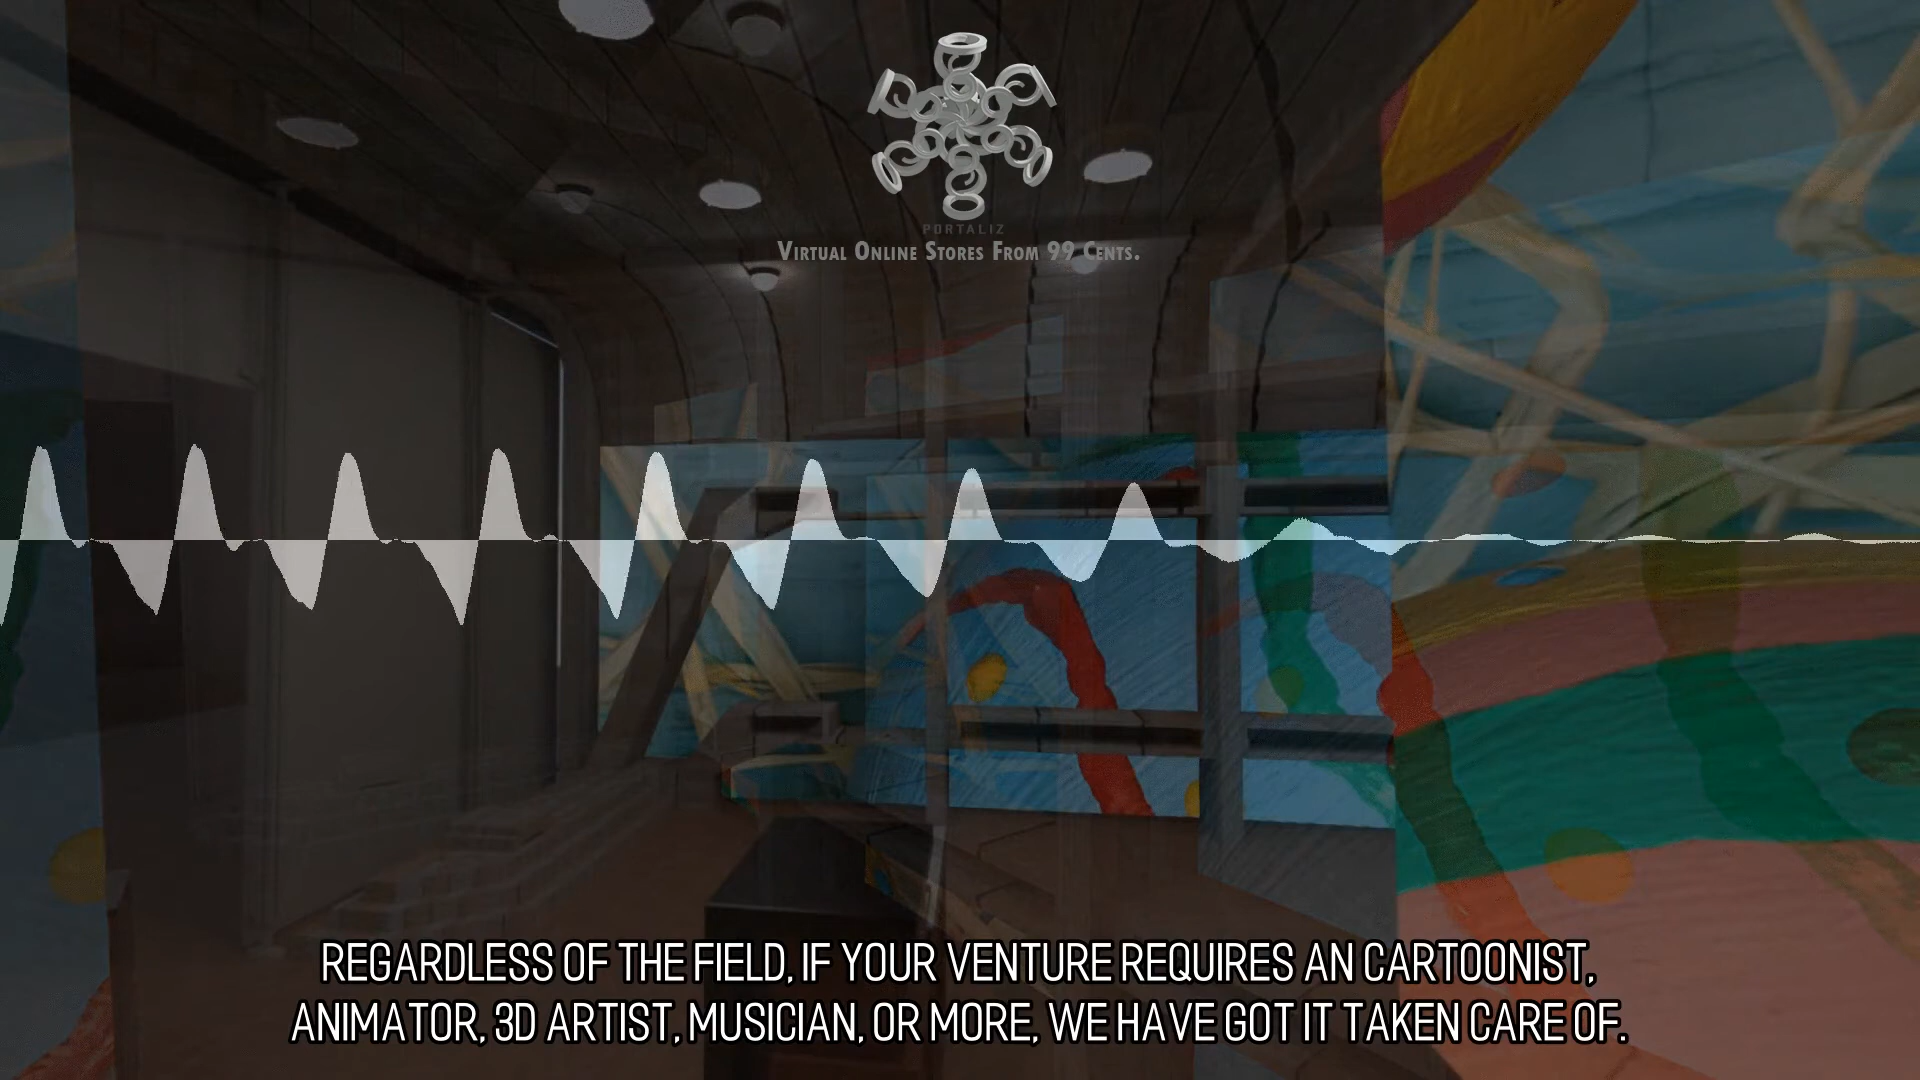 PORTALIZ
Virtual Online Stores From 99 Cents.
REGARDLESS OF THE FIELD, IF YOUR VENTURE REQUIRES AN CARTOONIST,
ANIMATOR, 3D ARTIST, MUSICIAN, OR MORE, WE HAVE GOT IT TAKEN CARE OF.